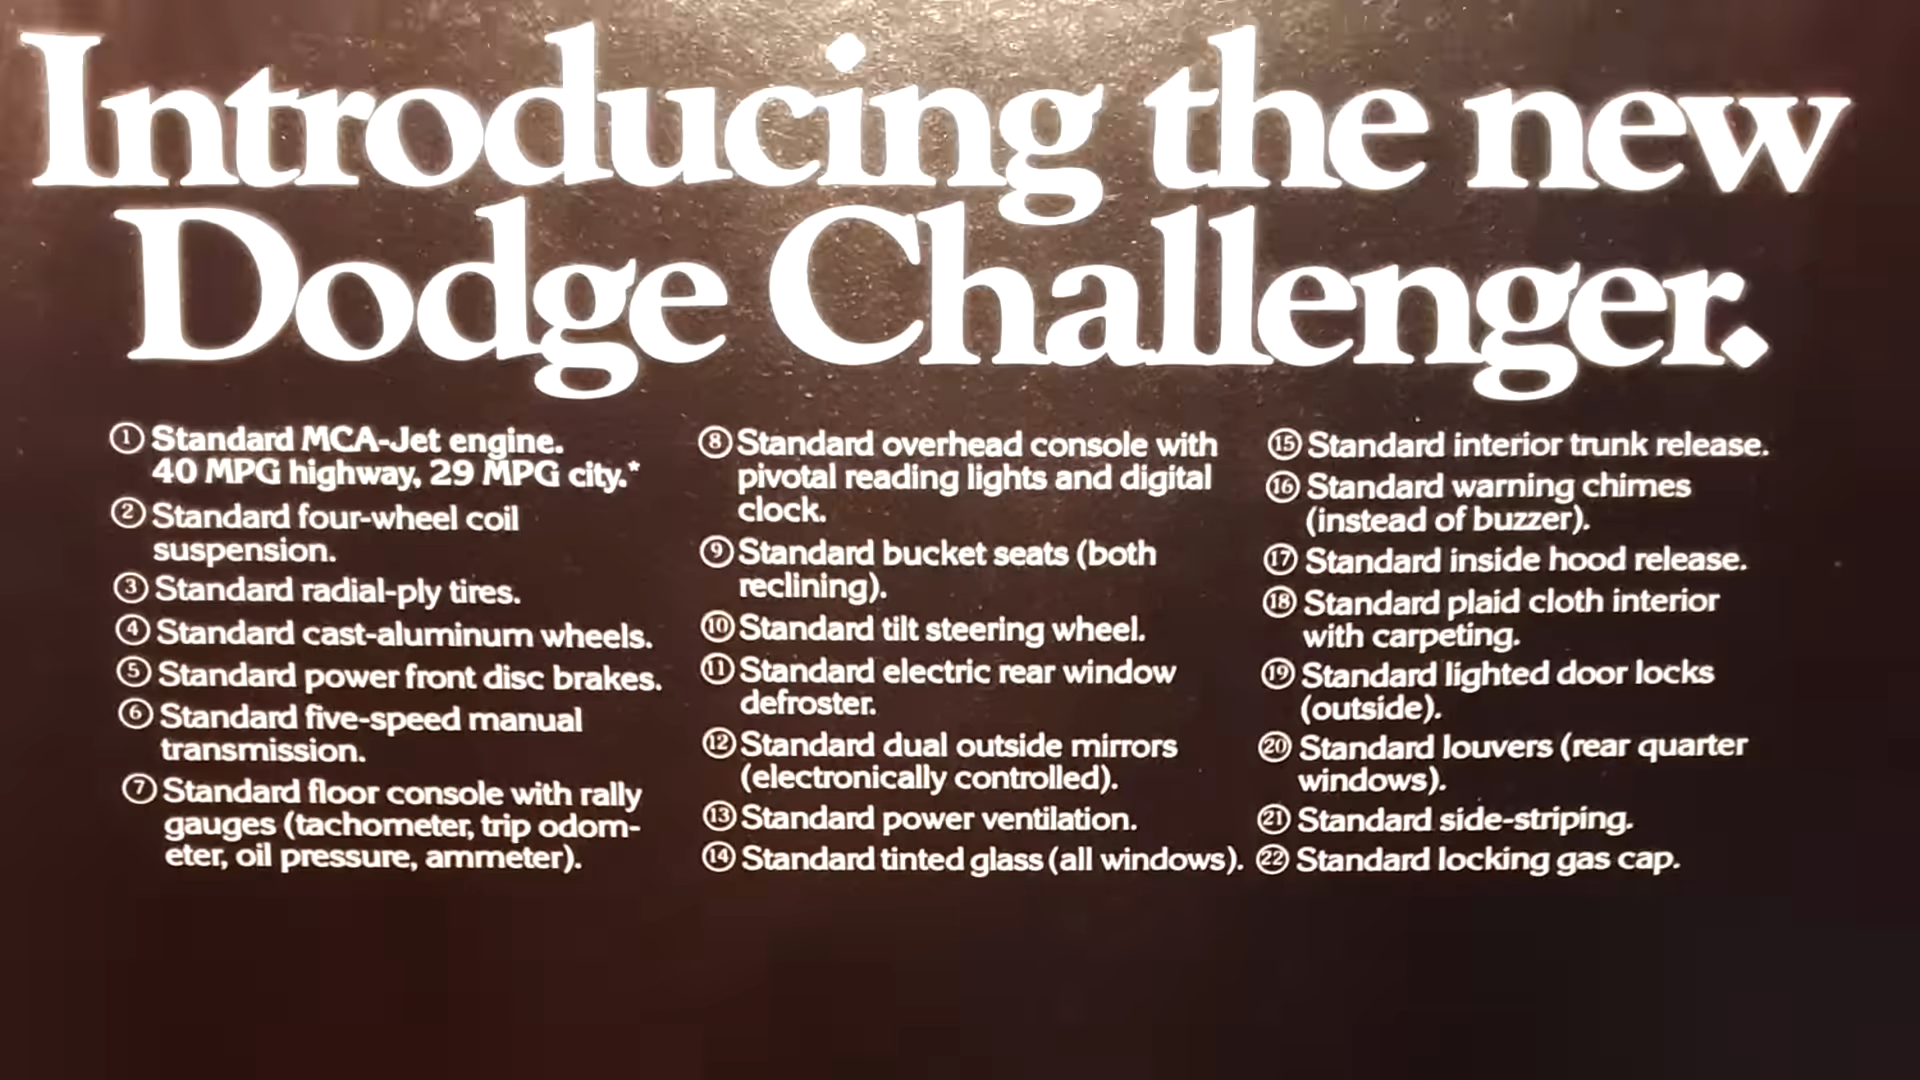 Introducing the new
Dodge Challenger.
① Standard MCA-Jet engine.
40 MPG highway, 29 MPG city.*
② Standard four-wheel coil
suspension.
③ Standard radial-ply tires.
④ Standard cast-aluminum wheels.
⑤ Standard power front disc brakes.
⑥ Standard five-speed manual
transmission.
⑦ Standard floor console with rally
gauges (tachometer, trip odom-
eter, oil pressure, ammeter).
⑧ Standard overhead console with
pivotal reading lights and digital
clock.
⑨ Standard bucket seats (both
reclining).
⑩ Standard tilt steering wheel.
⑪ Standard electric rear window
defroster.
⑫ Standard dual outside mirrors
(electronically controlled).
⑬ Standard power ventilation.
⑭ Standard tinted glass (all windows).
⑮ Standard interior trunk release.
⑯ Standard warning chimes
(instead of buzzer).
⑰ Standard inside hood release.
⑱ Standard plaid cloth interior
with carpeting.
⑲ Standard lighted door locks
(outside).
⑳ Standard louvers (rear quarter
windows).
㉑ Standard side-striping.
㉒ Standard locking gas cap.